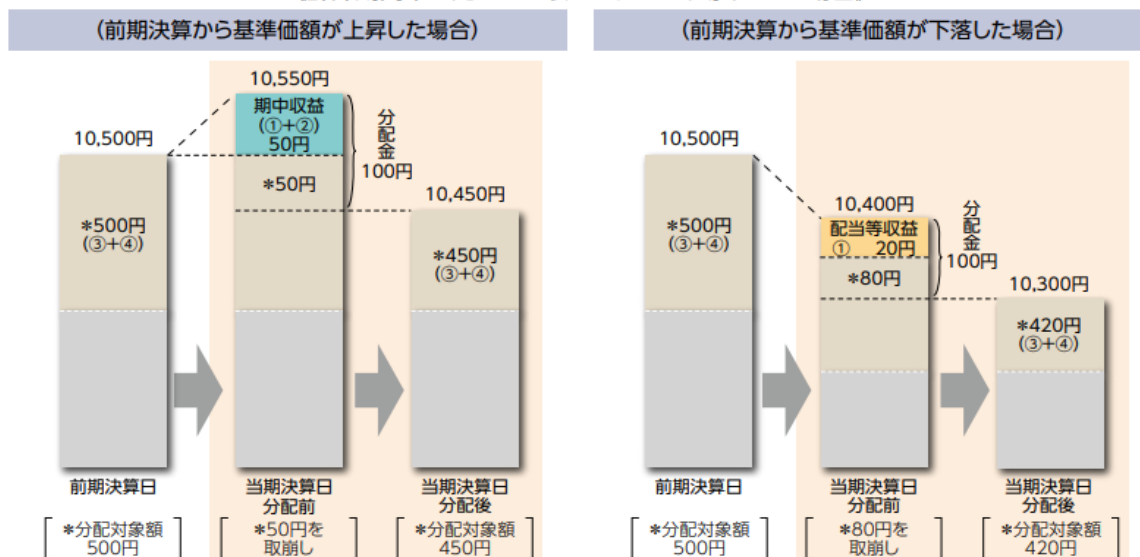 (前期決算から基準価額が上昇した場合)
10,550円
期中収益
(①+②)
50円
分配金
100円
10,500円
*50円
*500円
(③+④)
10,450円
*450円
(③+④)
前期決算日
当期決算日
分配前
当期決算日
分配後
*分配対象額
500円
*50円を
取崩し
*分配対象額
450円
(前期決算から基準価額が下落した場合)
10,500円
*500円
(③+④)
10,400円
配当等収益
① 20円
分配金
100円
*80円
10,300円
*420円
(③+④)
前期決算日
当期決算日
分配前
当期決算日
分配後
*分配対象額
500円
*80円を
取崩し
*分配対象額
420円